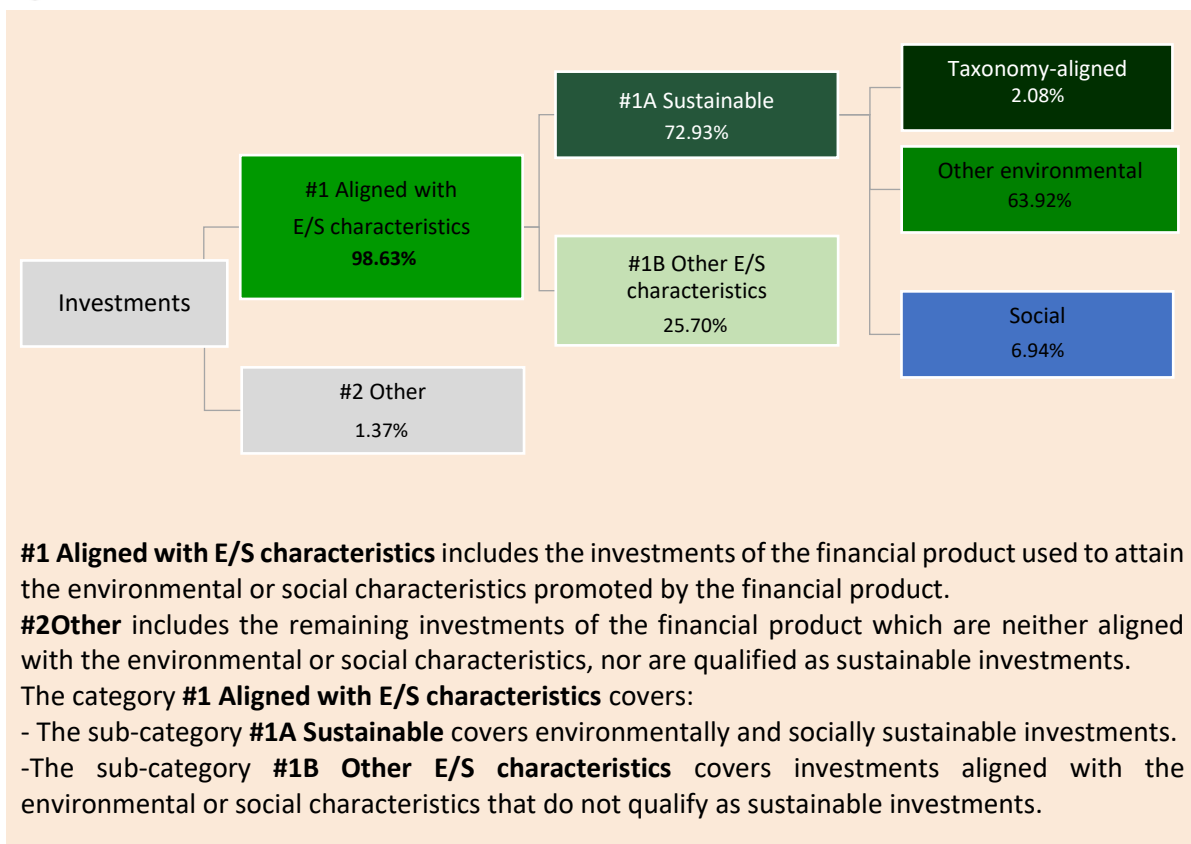 Taxonomy-aligned
2.08%
#1A Sustainable
72.93%
Other environmental
63.92%
#1 Aligned with
E/S characteristics
98.63%
#1B Other E/S
characteristics
25.70%
Investments
Social
6.94%
#2 Other
1.37%
#1 Aligned with E/S characteristics includes the investments of the financial product used to attain
the environmental or social characteristics promoted by the financial product.
#2Other includes the remaining investments of the financial product which are neither aligned
with the environmental or social characteristics, nor are qualified as sustainable investments.
The category #1 Aligned with E/S characteristics covers:
- The sub-category #1A Sustainable covers environmentally and socially sustainable investments.
-The sub-category #1B Other E/S characteristics covers investments aligned with the
environmental or social characteristics that do not qualify as sustainable investments.